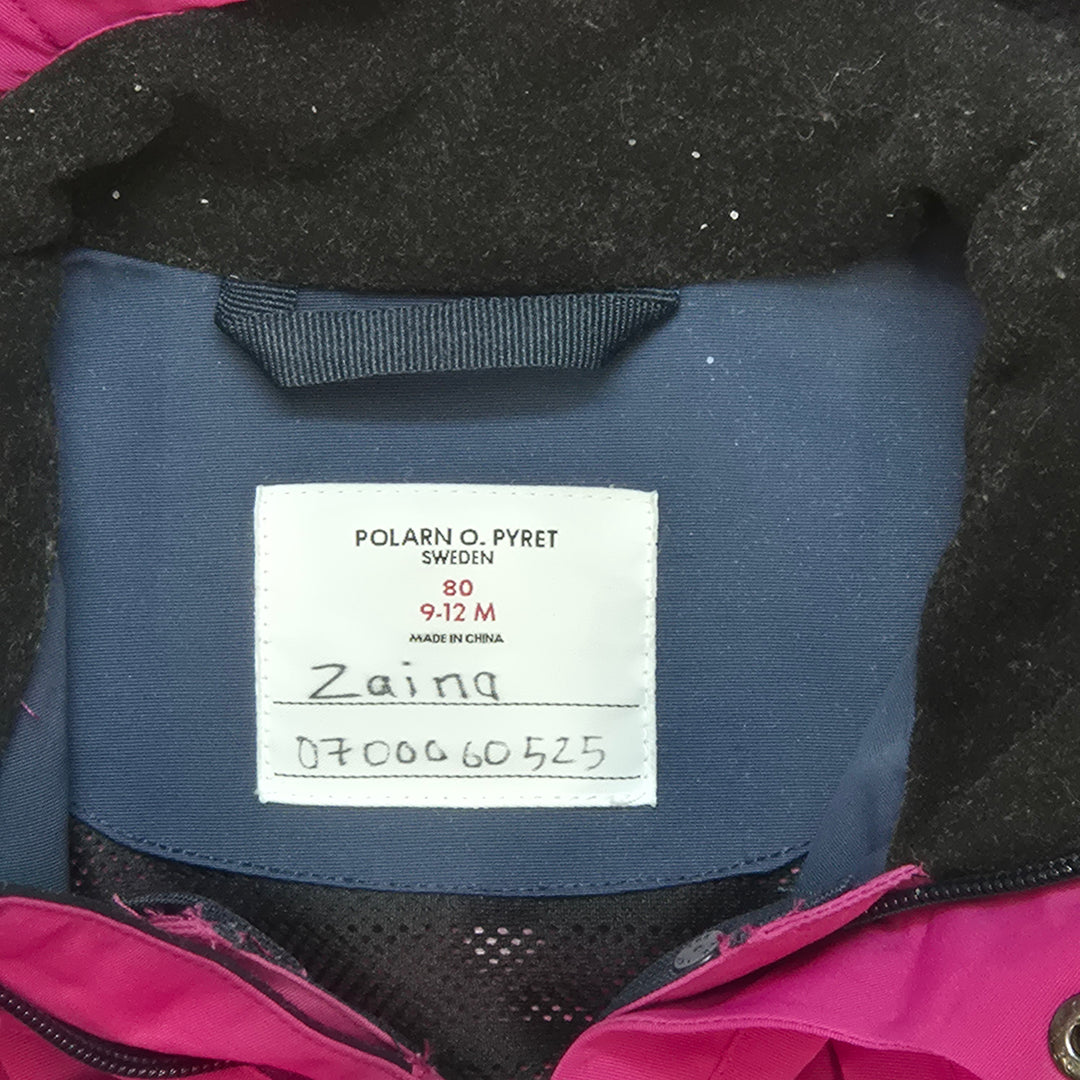 POLARN O. PYRET
SWEDEN
80
9-12 M
MADE IN CHINA
Zaina
0700060525